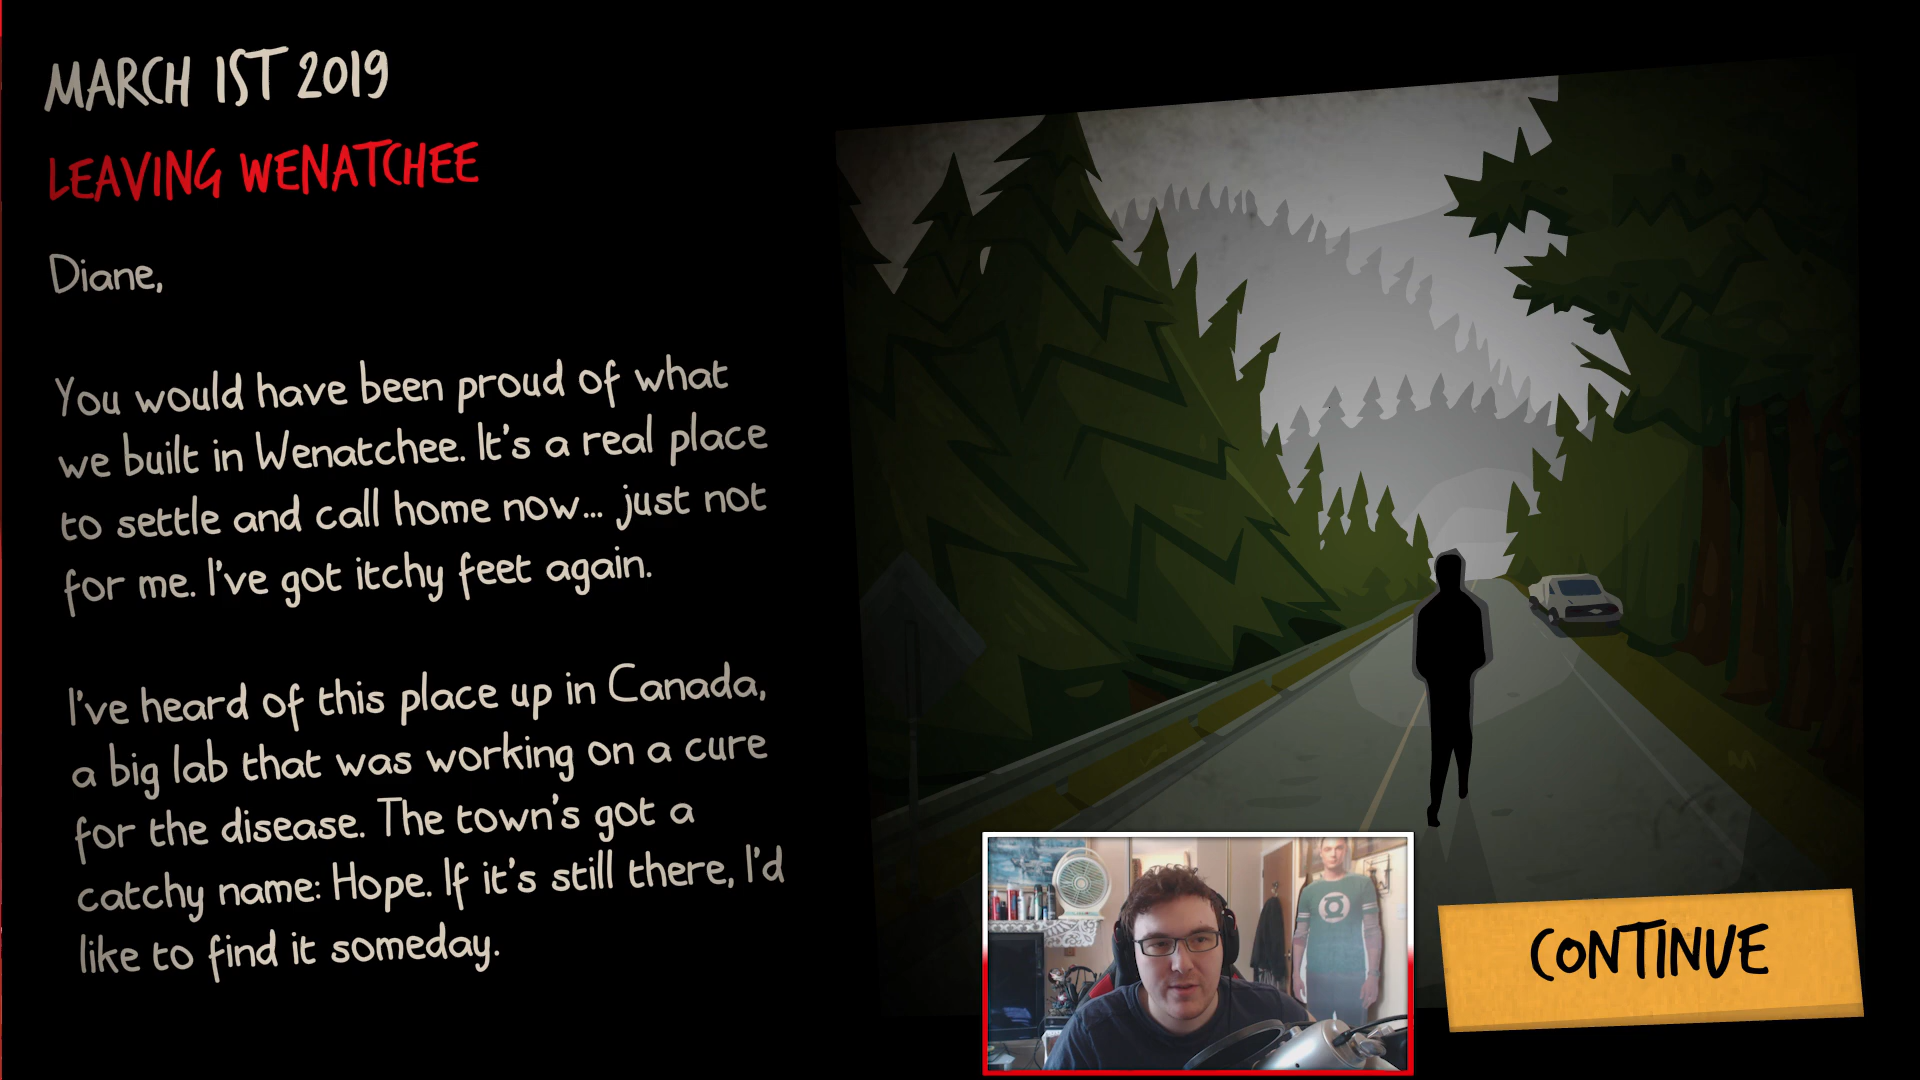 MARCH 1ST 2019
LEAVING WENATCHEE
Diane,
You would have been proud of what
we built in Wenatchee. It's a real place
to settle and call home now... just not
for me. I've got itchy feet again.
I've heard of this place up in Canada,
a big lab that was working on a cure
for the disease. The town's got a
catchy name: Hope. If it's still there, I'd
like to find it someday.
CONTINUE